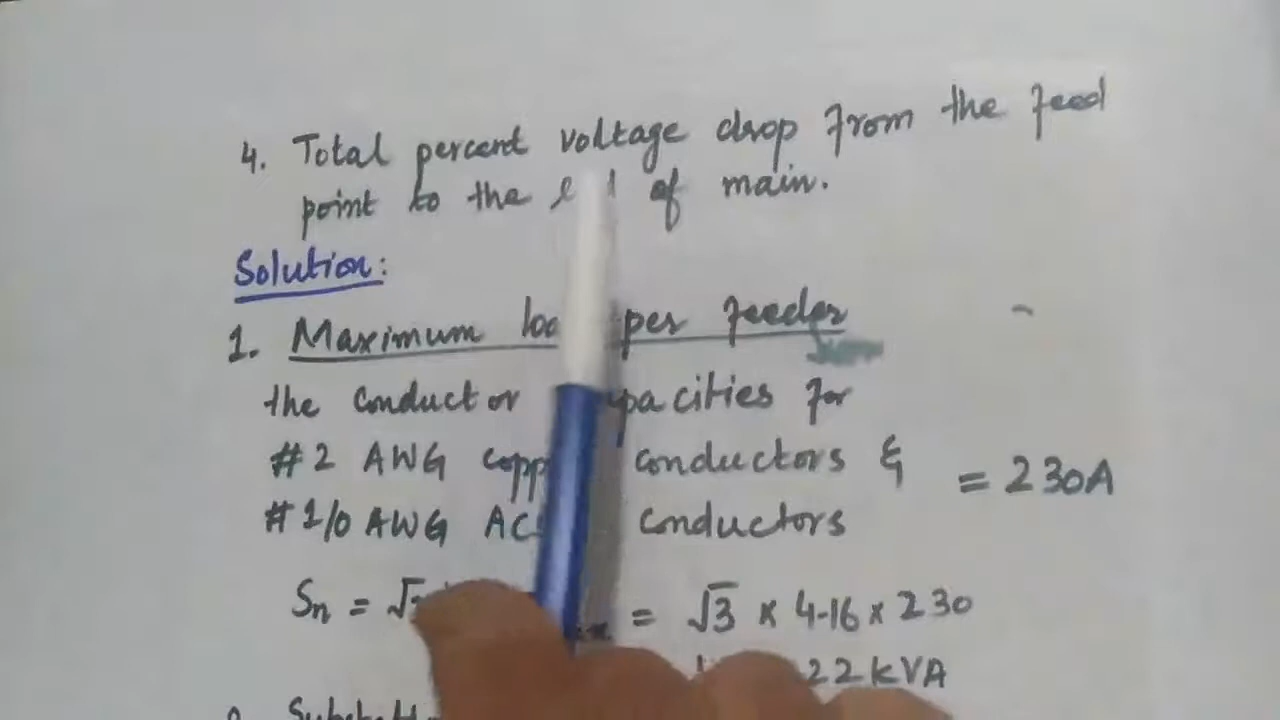 4. Total percent voltage drop from the feed
point to the of main.
Solution:
1. Maximum per feeder
the conductor for
#2 AWG conductors &
= 230A
#1/0 AWG conductors
Sn = = √3 × 4.16 × 230
22 kVA